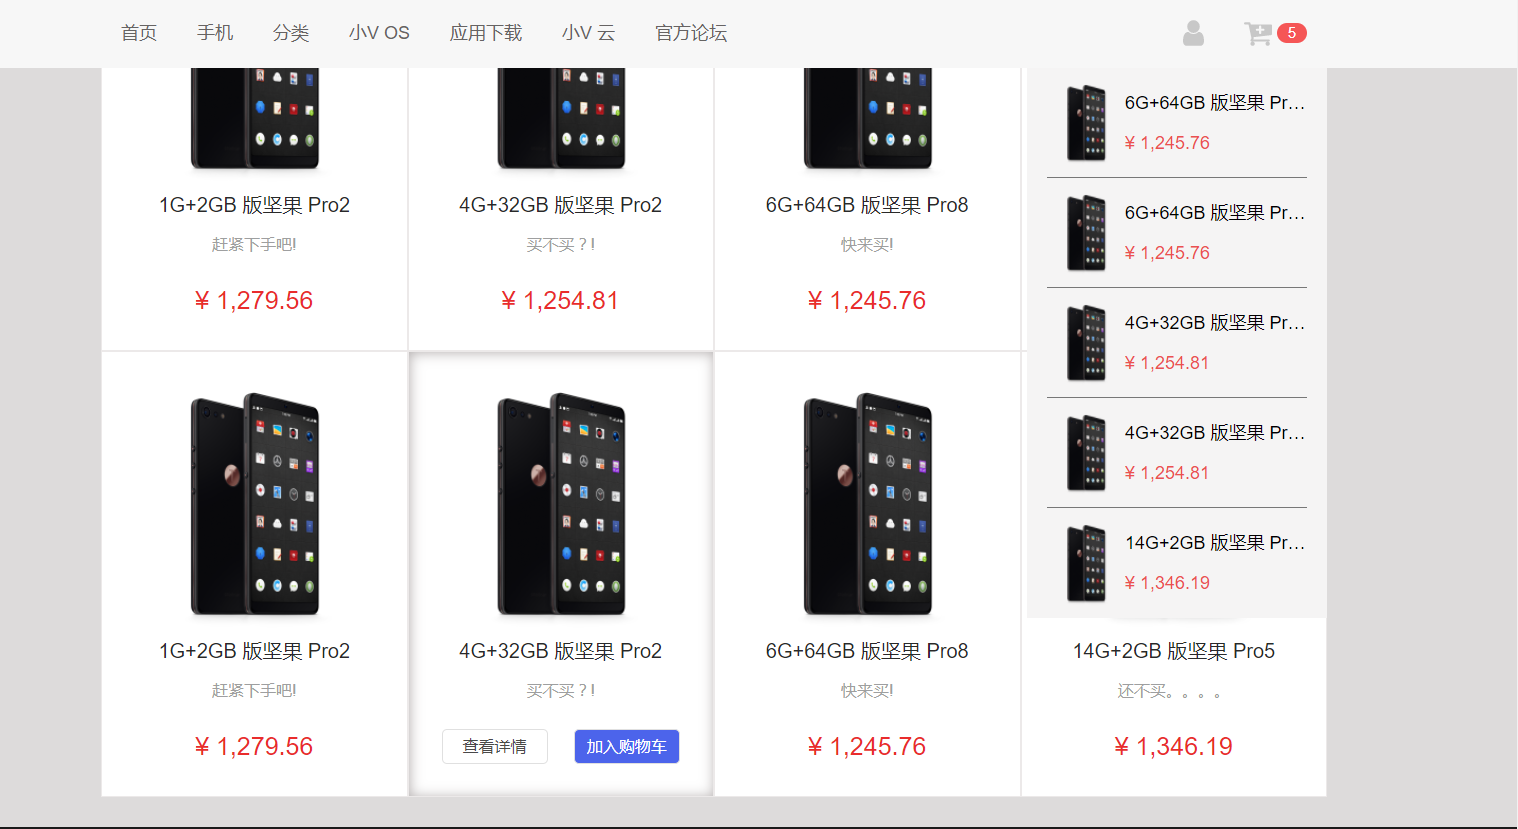 首页 手机 分类 小V OS 应用下载 小V 云 官方论坛 5
6G+64GB 版坚果 Pr...
¥ 1,245.76
6G+64GB 版坚果 Pr...
¥ 1,245.76
4G+32GB 版坚果 Pr...
¥ 1,254.81
4G+32GB 版坚果 Pr...
¥ 1,254.81
14G+2GB 版坚果 Pr...
¥ 1,346.19
1G+2GB 版坚果 Pro2
赶紧下手吧!
¥ 1,279.56
4G+32GB 版坚果 Pro2
买不买？!
¥ 1,254.81
6G+64GB 版坚果 Pro8
快来买!
¥ 1,245.76
1G+2GB 版坚果 Pro2
赶紧下手吧!
¥ 1,279.56
4G+32GB 版坚果 Pro2
买不买？!
查看详情 加入购物车
6G+64GB 版坚果 Pro8
快来买!
¥ 1,245.76
14G+2GB 版坚果 Pro5
还不买。。。。
¥ 1,346.19